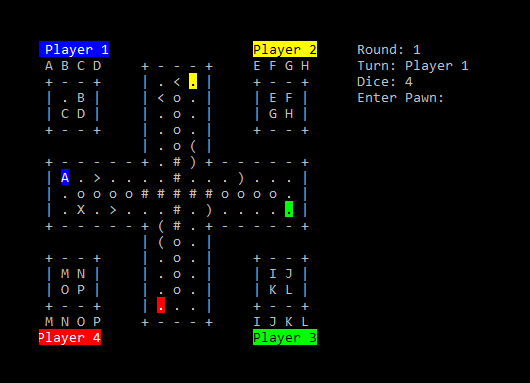 Player 1                  Player 2     Round: 1
A B C D     + - - - - +     E F G H      Turn: Player 1
+ - - +     | . < . |     + - - +      Dice: 4
| . B |     | < o . |     | E F |      Enter Pawn:
| C D |     | . o . |     | G H |
+ - - +     | . o . |     + - - +
| . o ( |
+ - - - - - - + . # ) + - - - - - - +
| A . > . . . . # . . . ) . . . |
| . o o o o # # # # # o o o o . |
| . X . > . . . # . ) . . . . . |
+ - - - - - - + ( # . + - - - - - - +
| ( o . |
+ - - +     | . o . |     + - - +
| M N |     | . o . |     | I J |
| O P |     | . o . |     | K L |
+ - - +     | . . . |     + - - +
M N O P     + - - - - +     I J K L
Player 4                  Player 3